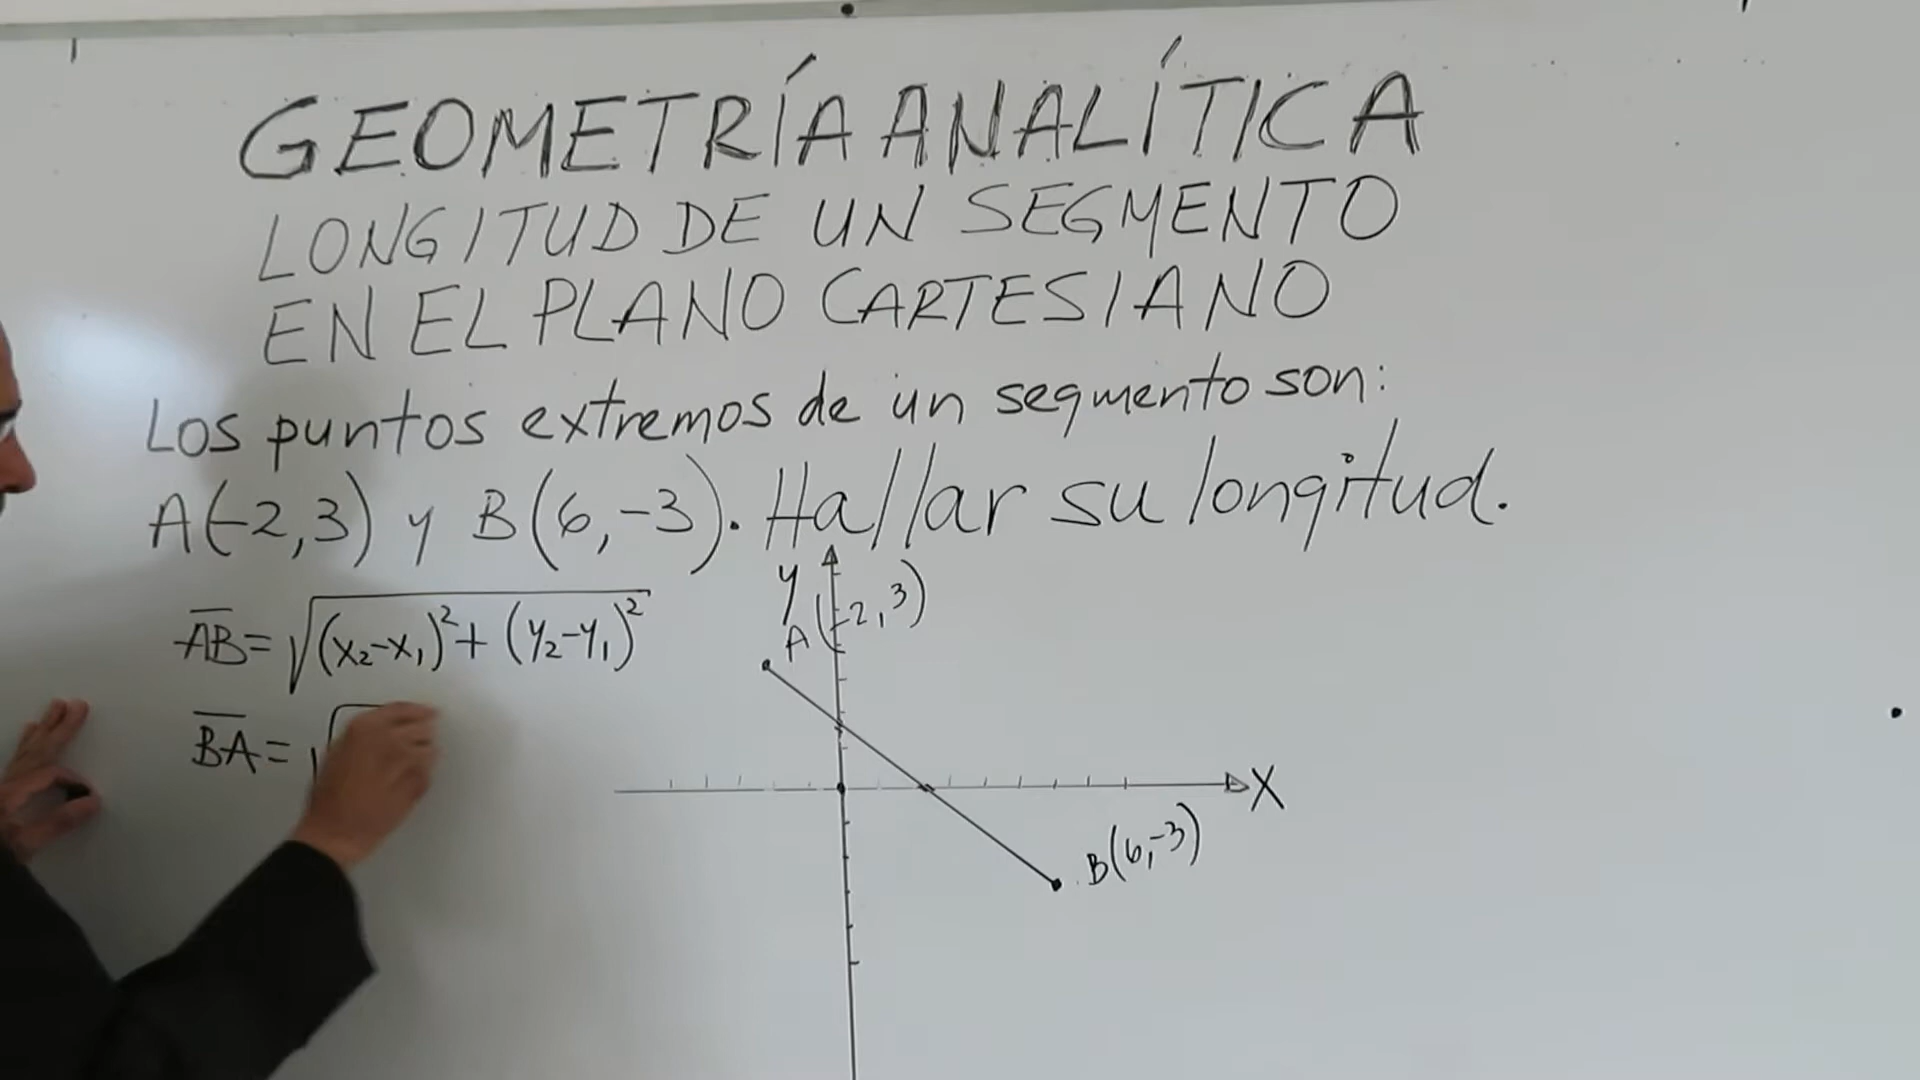 GEOMETRÍA ANALÍTICA
LONGITUD DE UN SEGMENTO
EN EL PLANO CARTESIANO
Los puntos extremos de un segmento son:
A(-2,3) y B(6,-3). Hallar su longitud.
AB̅ = √(x₂-x₁)² + (y₂-y₁)²
BA̅ = √
y
A(-2,3)
X
B(6,-3)